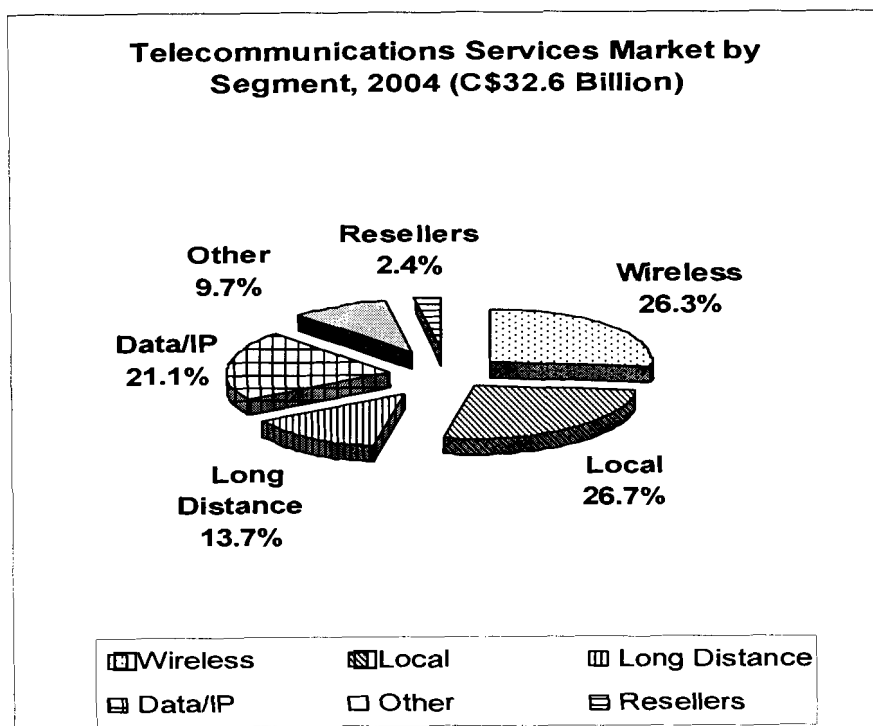 Telecommunications Services Market by
Segment, 2004 (C$32.6 Billion)
Resellers
2.4%
Other
9.7%
Wireless
26.3%
Data/IP
21.1%
Local
26.7%
Long
Distance
13.7%
Wireless Local Long Distance
Data/IP Other Resellers